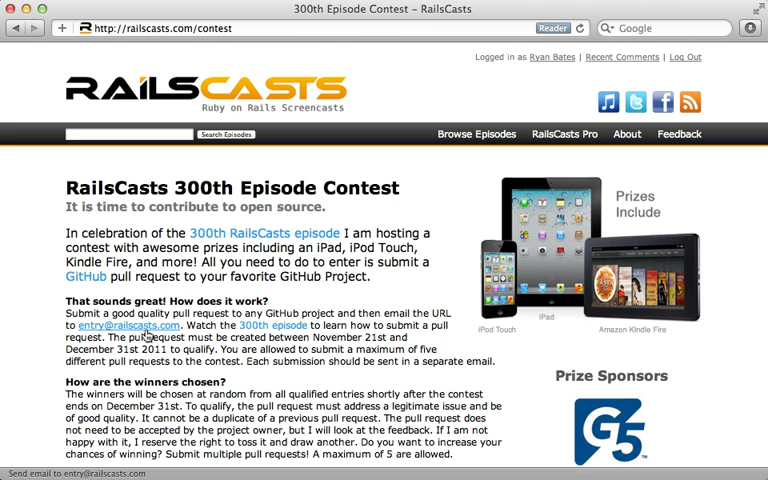 300th Episode Contest – RailsCasts
http://railscasts.com/contest
Reader
Google
Logged in as Ryan Bates | Recent Comments | Log Out
RAILSCASTS
Ruby on Rails Screencasts
Search Episodes
Browse Episodes RailsCasts Pro About Feedback
RailsCasts 300th Episode Contest
It is time to contribute to open source.
In celebration of the 300th RailsCasts episode I am hosting a
contest with awesome prizes including an iPad, iPod Touch,
Kindle Fire, and more! All you need to do to enter is submit a
GitHub pull request to your favorite GitHub Project.
Prizes
Include
iPod Touch
iPad
Amazon Kindle Fire
That sounds great! How does it work?
Submit a good quality pull request to any GitHub project and then email the URL
to entry@railscasts.com. Watch the 300th episode to learn how to submit a pull
request. The pull request must be created between November 21st and
December 31st 2011 to qualify. You are allowed to submit a maximum of five
different pull requests to the contest. Each submission should be sent in a separate email.
How are the winners chosen?
The winners will be chosen at random from all qualified entries shortly after the contest
ends on December 31st. To qualify, the pull request must address a legitimate issue and be
of good quality. It cannot be a duplicate of a previous pull request. The pull request does
not need to be accepted by the project owner, but I will look at the feedback. If I am not
happy with it, I reserve the right to toss it and draw another. Do you want to increase your
chances of winning? Submit multiple pull requests! A maximum of 5 are allowed.
Prize Sponsors
G5
Send email to entry@railscasts.com